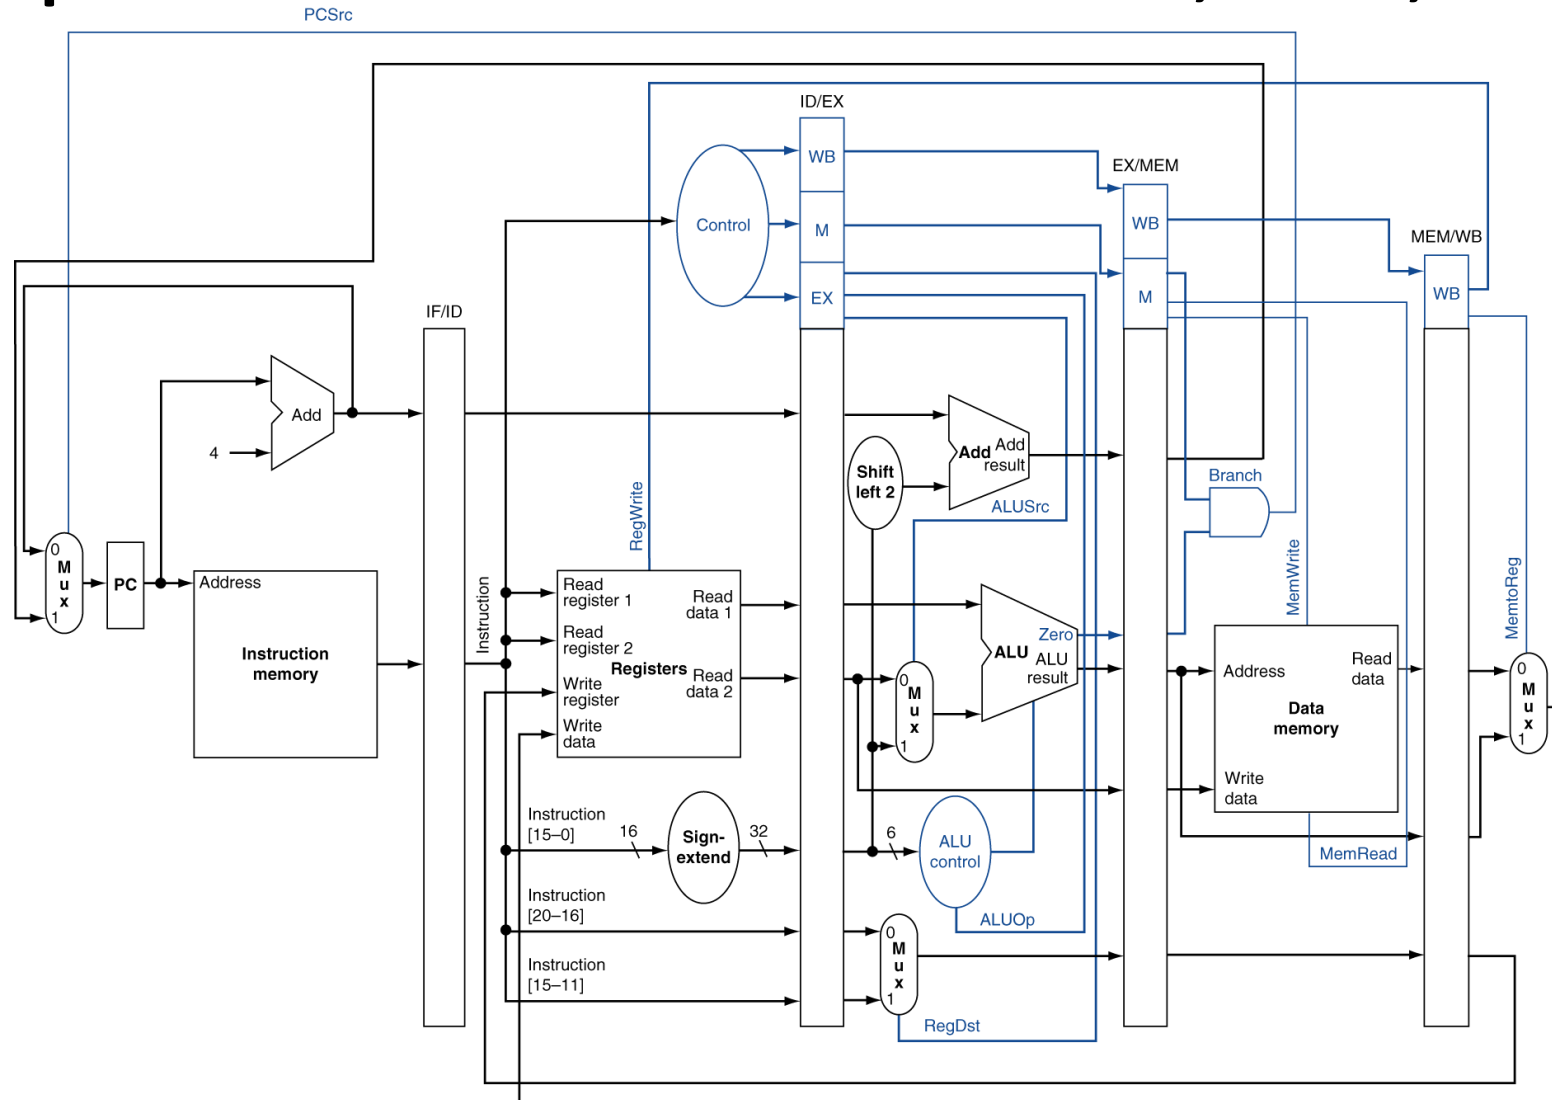 PCSrc
ID/EX
WB
EX/MEM
Control
M
WB
MEM/WB
EX
M
WB
IF/ID
Add
4
Add
Add
result
Shift
left 2
Branch
ALUSrc
RegWrite
MemWrite
MemtoReg
0
M
u
x
1
PC
Address
Instruction
memory
Instruction
Read
register 1
Read
data 1
Read
register 2
Registers
Read
data 2
Write
register
Write
data
Zero
ALU
ALU
result
0
M
u
x
1
Address
Read
data
Data
memory
Write
data
0
M
u
x
1
Instruction
[15–0]
16
Sign-
extend
32
6
ALU
control
MemRead
Instruction
[20–16]
ALUOp
0
M
u
x
1
Instruction
[15–11]
RegDst